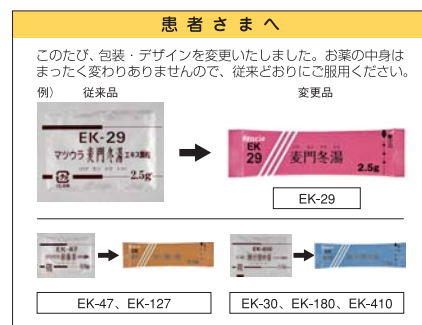 患者さまへ
このたび、包装・デザインを変更いたしました。お薬の中身は
まったく変わりありませんので、従来どおりにご服用ください。
例） 従来品 変更品
EK-29
マツウラ 麦門冬湯 エキス顆粒
2.5g
Kracie
EK
29
麦門冬湯
2.5g
EK-29
EK-47
EK-47、EK-127
EK-30、EK-180、EK-410